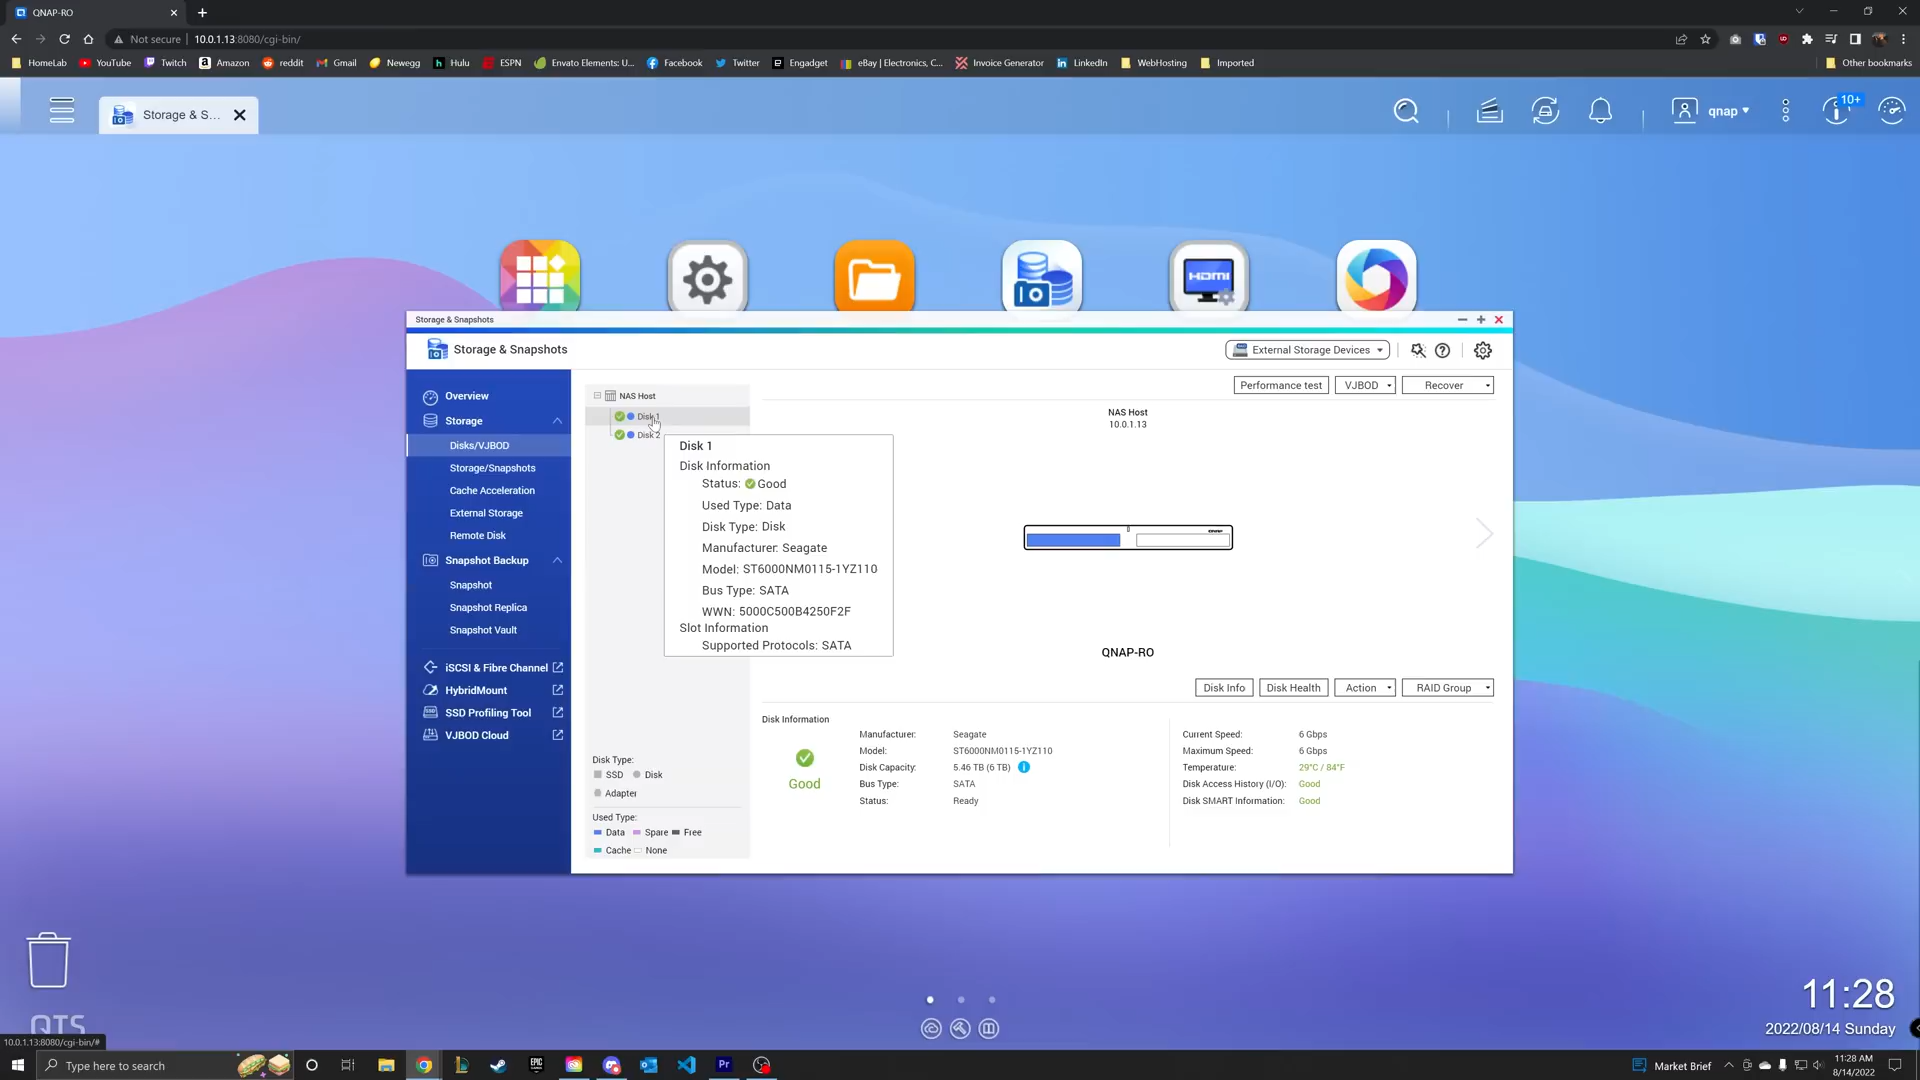 QNAP-RO
Not secure
10.0.1.13:8080/cgi-bin/
HomeLab
YouTube
Twitch
Amazon
reddit
Gmail
Newegg
Hulu
ESPN
Envato Elements: U...
Facebook
Twitter
Engadget
eBay | Electronics, C...
Invoice Generator
LinkedIn
WebHosting
Imported
Other bookmarks
Storage & S...
qnap
10+
HDMI
Storage & Snapshots
Storage & Snapshots
External Storage Devices
Overview
Storage
Disks/VJBOD
Storage/Snapshots
Cache Acceleration
External Storage
Remote Disk
Snapshot Backup
Snapshot
Snapshot Replica
Snapshot Vault
iSCSI & Fibre Channel
HybridMount
SSD Profiling Tool
VJBOD Cloud
NAS Host
Disk 1
Disk 2
Disk 1
Disk Information
Status: Good
Used Type: Data
Disk Type: Disk
Manufacturer: Seagate
Model: ST6000NM0115-1YZ110
Bus Type: SATA
WWN: 5000C500B4250F2F
Slot Information
Supported Protocols: SATA
Disk Type:
SSD Disk
Adapter
Used Type:
Data Spare Free
Cache None
Performance test
VJBOD
Recover
NAS Host
10.0.1.13
QNAP
QNAP-RO
Disk Info
Disk Health
Action
RAID Group
Disk Information
Good
Manufacturer: Seagate
Model: ST6000NM0115-1YZ110
Disk Capacity: 5.46 TB (6 TB)
Bus Type: SATA
Status: Ready
Current Speed: 6 Gbps
Maximum Speed: 6 Gbps
Temperature: 29°C / 84°F
Disk Access History (I/O): Good
Disk SMART Information: Good
QTS
11:28
2022/08/14 Sunday
10.0.1.13:8080/cgi-bin/#
Type here to search
EPIC
Pr
Market Brief
11:28 AM
8/14/2022